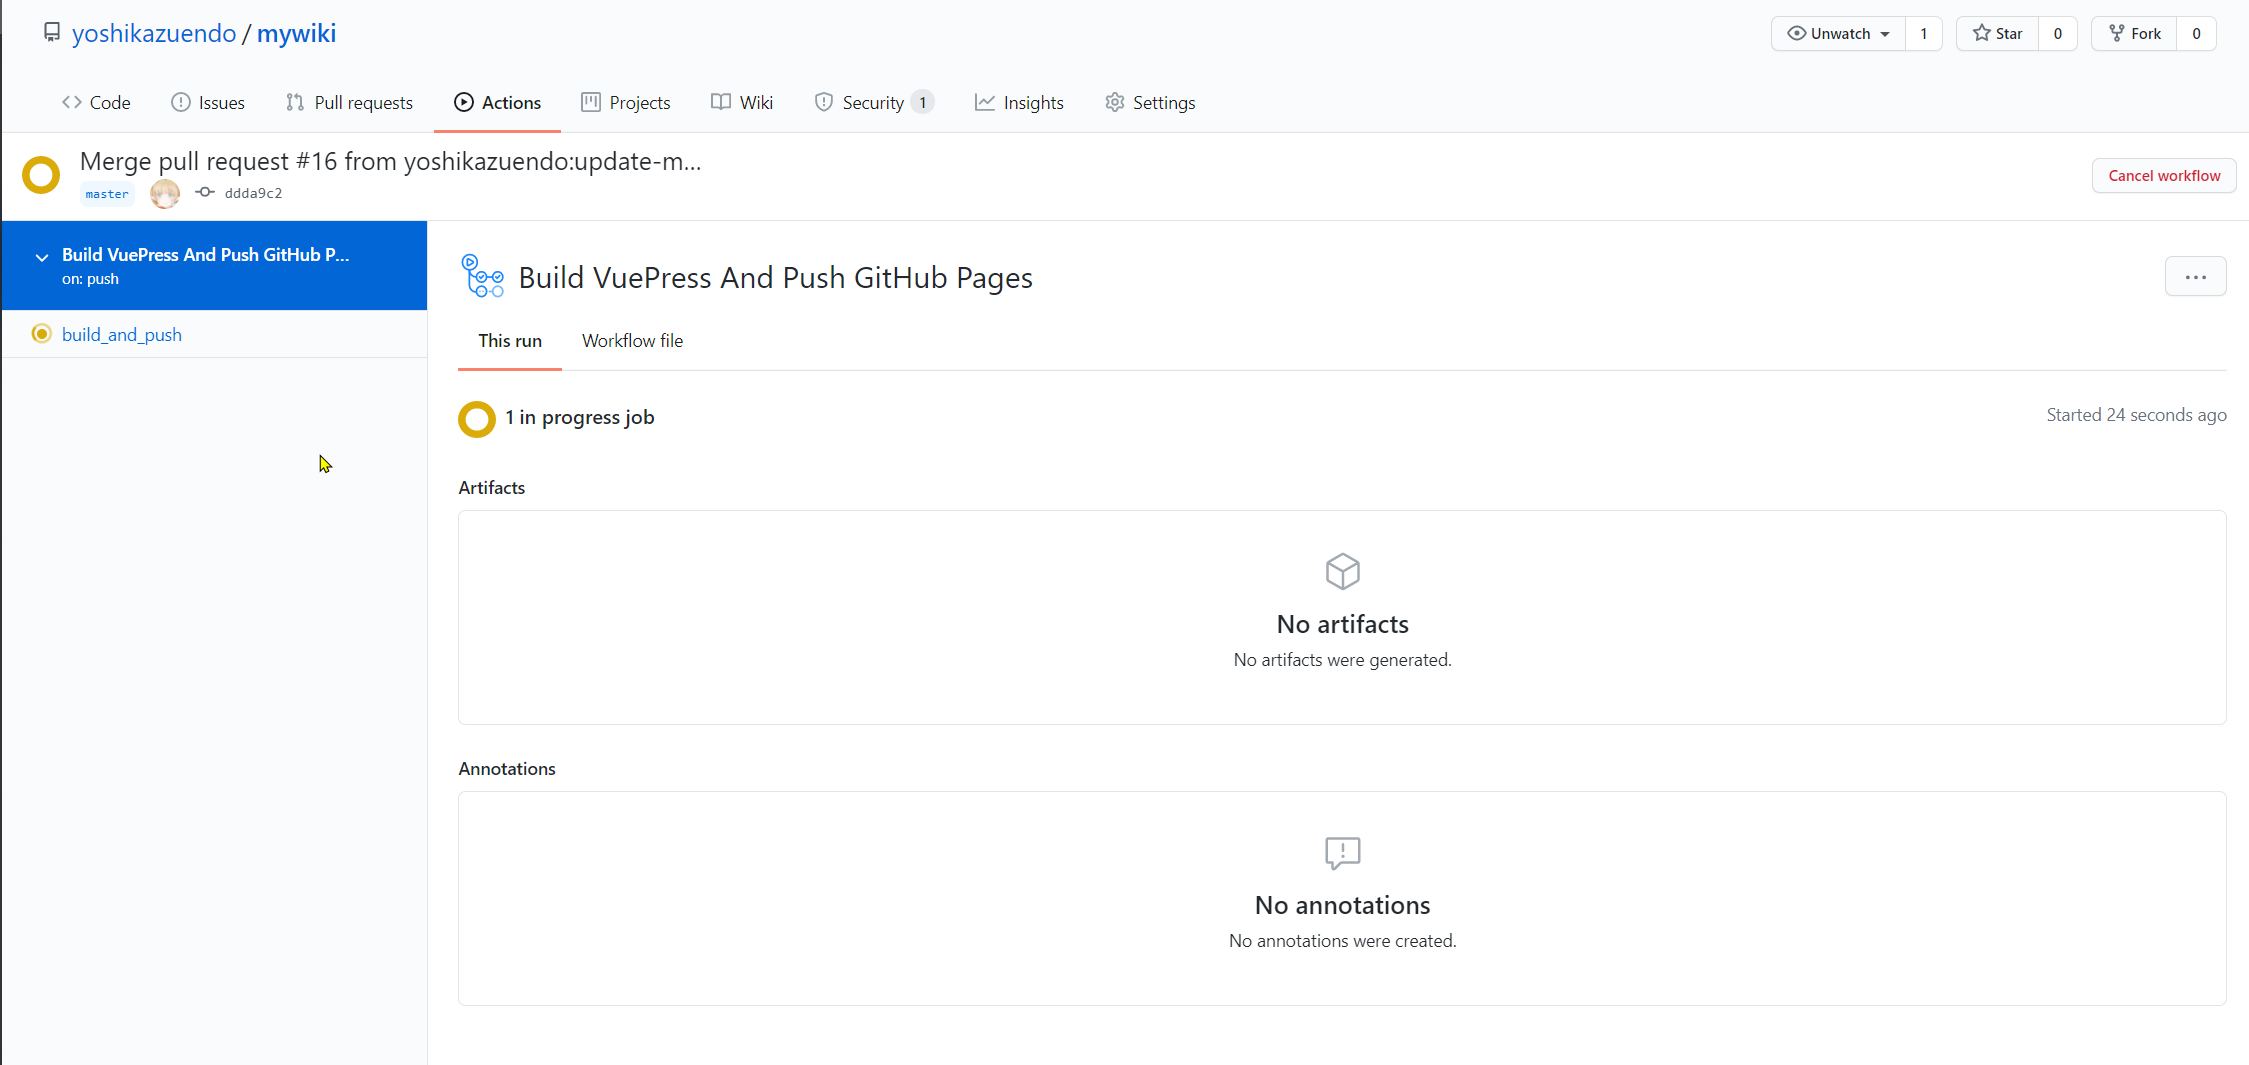 yoshikazuendo / mywiki
Unwatch 1 Star 0 Fork 0
Code Issues Pull requests Actions Projects Wiki Security 1 Insights Settings
Merge pull request #16 from yoshikazuendo:update-m...
master ddda9c2
Cancel workflow
Build VuePress And Push GitHub P...
on: push
build_and_push
Build VuePress And Push GitHub Pages
This run Workflow file
1 in progress job
Started 24 seconds ago
Artifacts
No artifacts
No artifacts were generated.
Annotations
No annotations
No annotations were created.